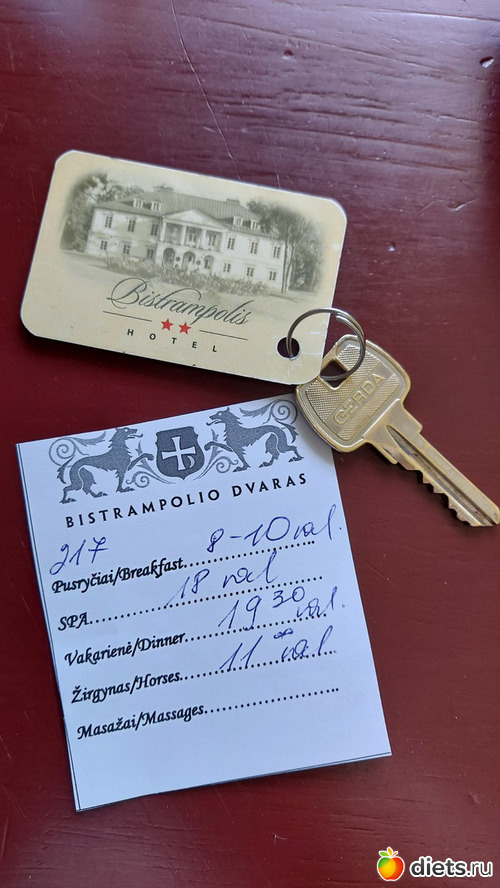 Bistrampolis
HOTEL
GERDA
BISTRAMPOLIO DVARAS
217
Pusryčiai/Breakfast 8-10 val.
SPA 18 val
Vakarienė/Dinner 19 30 val.
Žirgynas/Horses 11 00 val.
Masažai/Massages
diets.ru